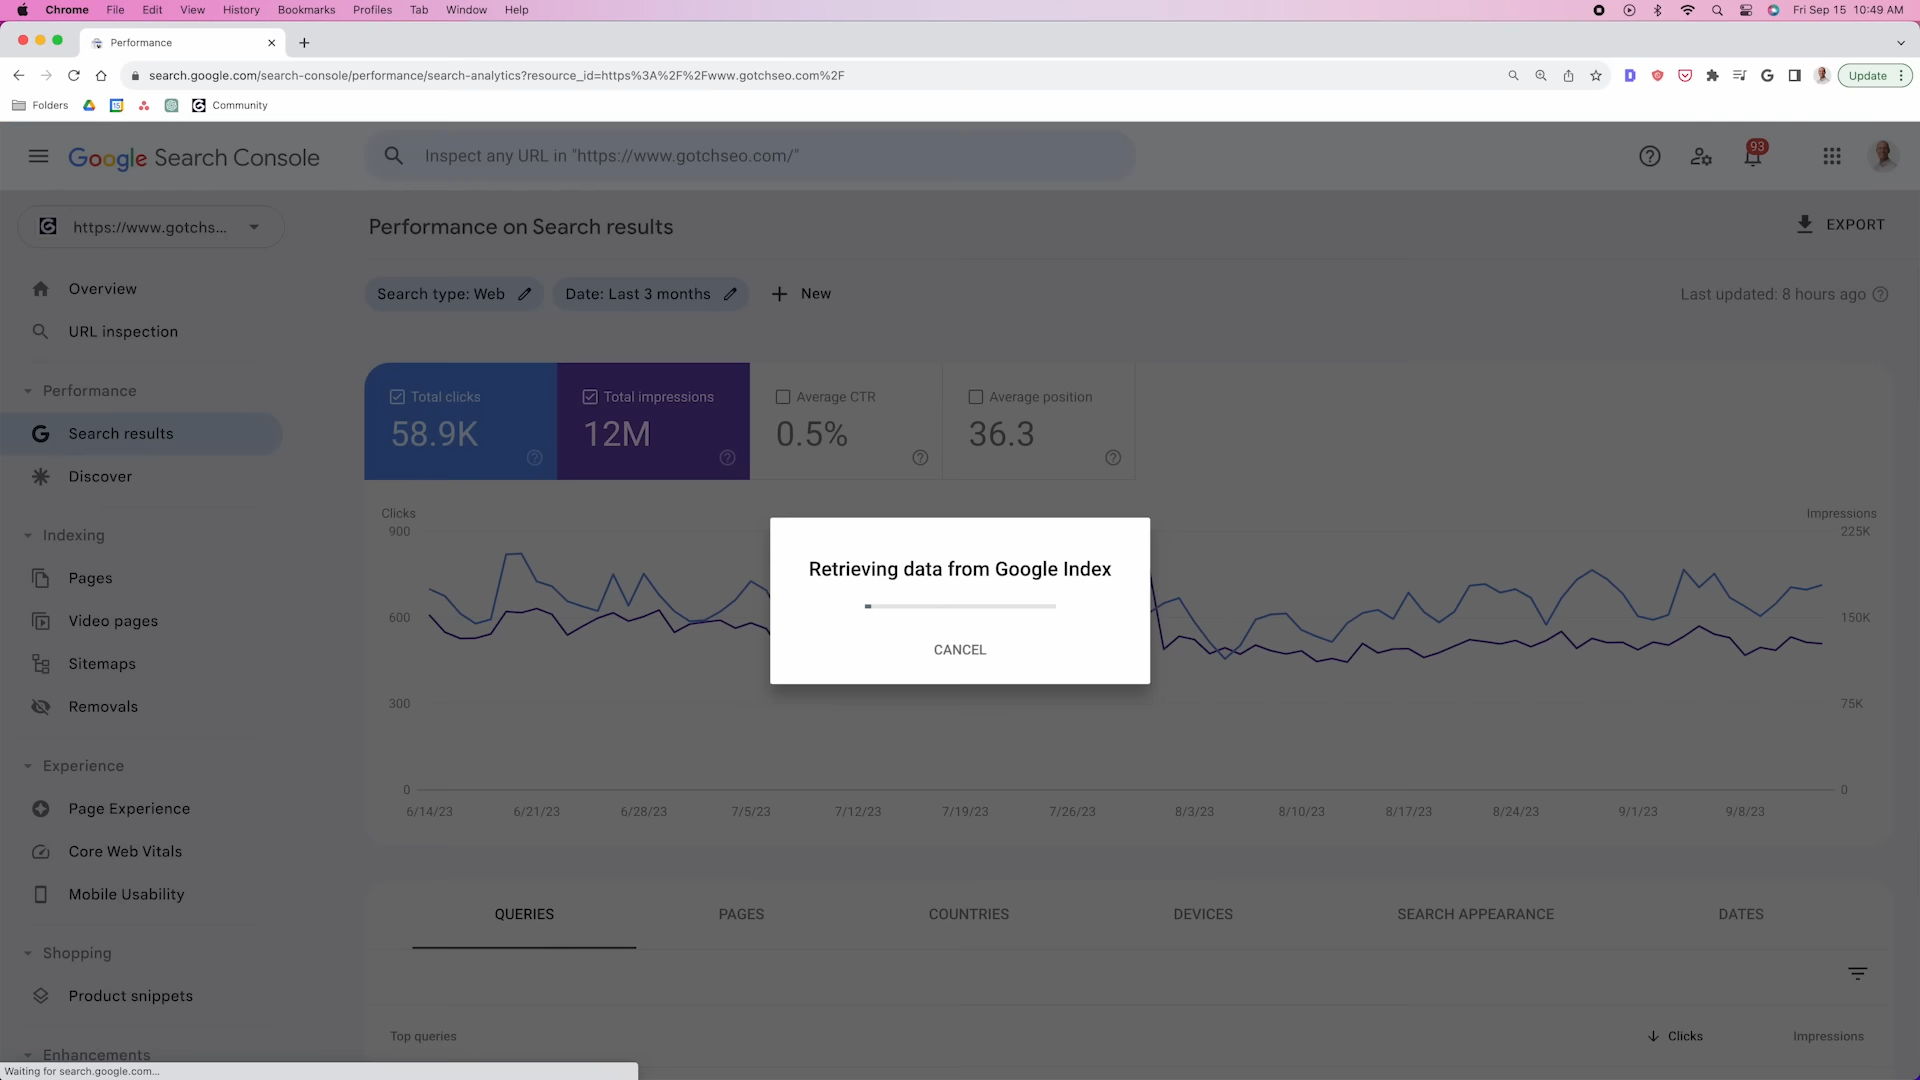 Chrome File Edit View History Bookmarks Profiles Tab Window Help Fri Sep 15 10:49 AM
Performance
search.google.com/search-console/performance/search-analytics?resource_id=https%3A%2F%2Fwww.gotchseo.com%2F
Update
Folders 15 Community
Google Search Console
Inspect any URL in "https://www.gotchseo.com/"
93
https://www.gotchs...
Performance on Search results
EXPORT
Overview
Search type: Web
Date: Last 3 months
New
Last updated: 8 hours ago
URL inspection
Performance
Search results
Discover
Total clicks
58.9K
Total impressions
12M
Average CTR
0.5%
Average position
36.3
Indexing
Pages
Video pages
Sitemaps
Removals
Clicks
900
600
300
0
Impressions
225K
150K
75K
0
Retrieving data from Google Index
CANCEL
6/14/23 6/21/23 6/28/23 7/5/23 7/12/23 7/19/23 7/26/23 8/3/23 8/10/23 8/17/23 8/24/23 9/1/23 9/8/23
Experience
Page Experience
Core Web Vitals
Mobile Usability
Shopping
Product snippets
Enhancements
QUERIES PAGES COUNTRIES DEVICES SEARCH APPEARANCE DATES
Top queries Clicks Impressions
Waiting for search.google.com...